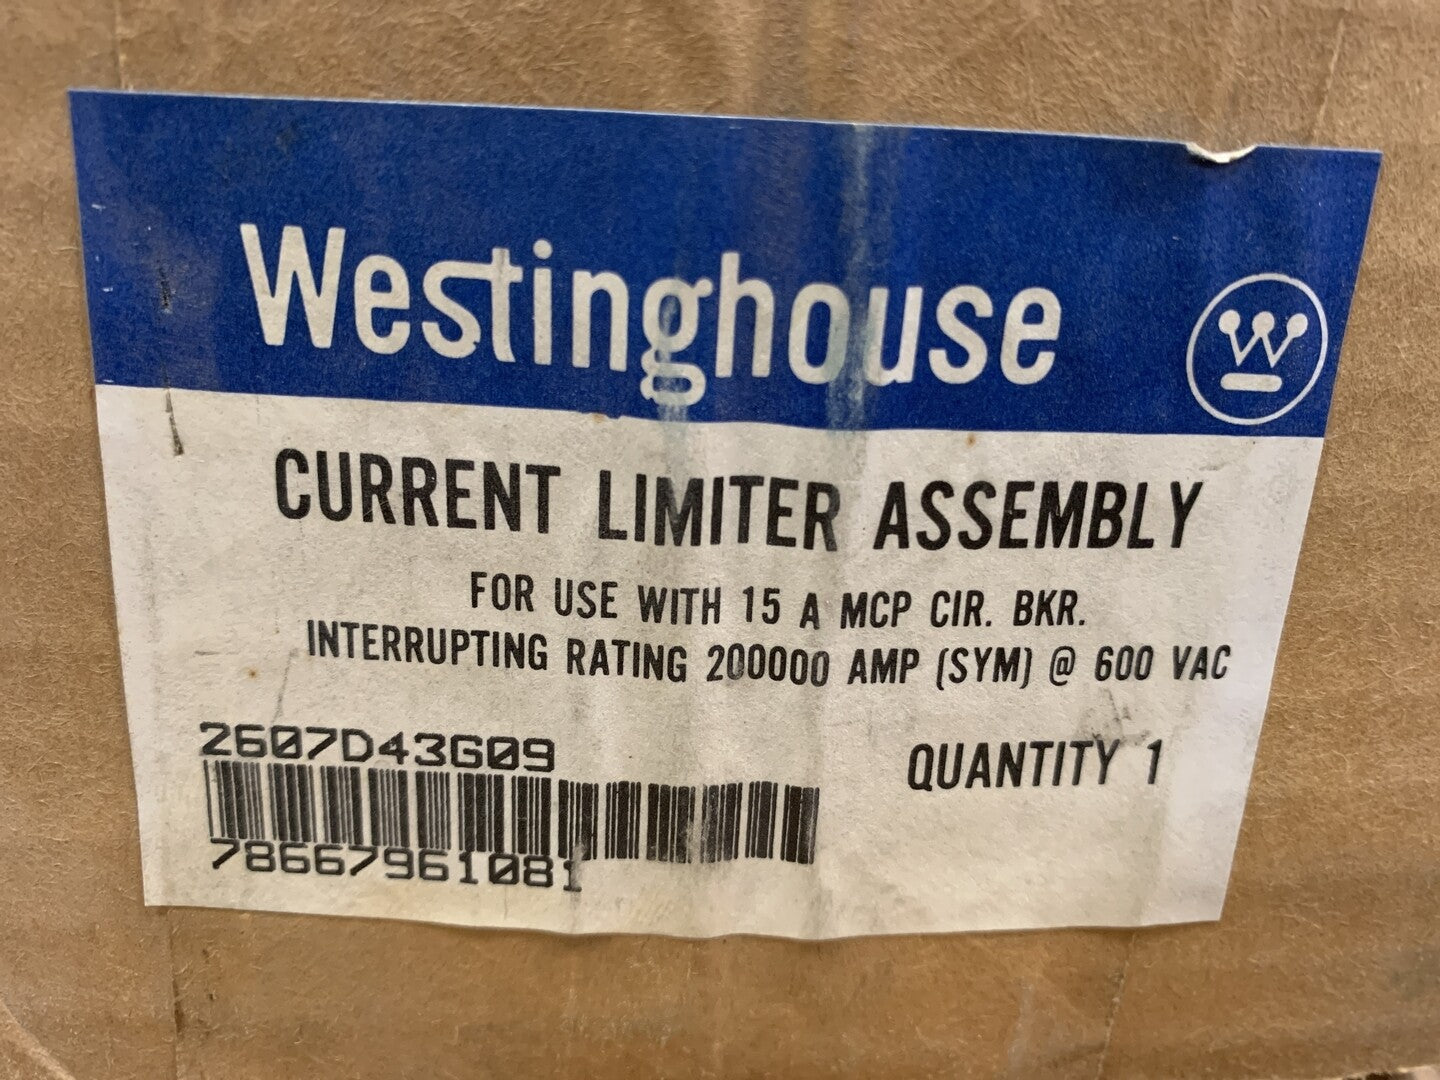 Westinghouse
CURRENT LIMITER ASSEMBLY
FOR USE WITH 15 A MCP CIR. BKR.
INTERRUPTING RATING 200000 AMP (SYM) @ 600 VAC
2607D43G09
QUANTITY 1
78667961081